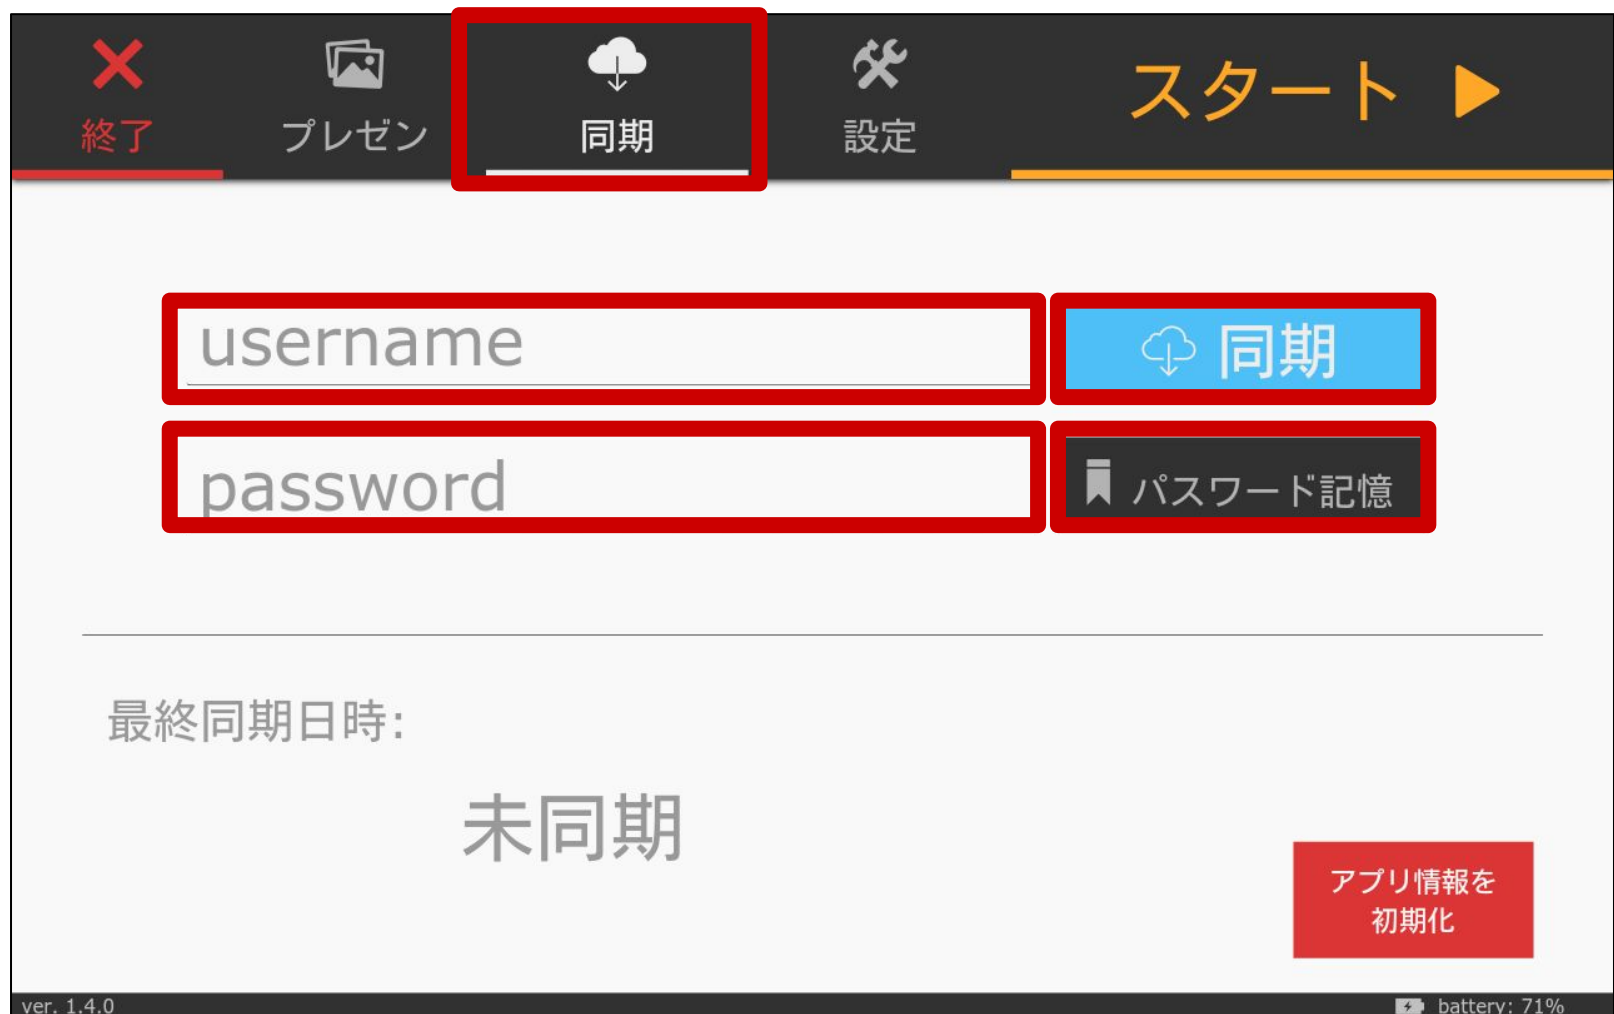 終了
プレゼン
同期
設定
スタート
username
同期
password
パスワード記憶
最終同期日時:
未同期
アプリ情報を
初期化
ver. 1.4.0
battery: 71%